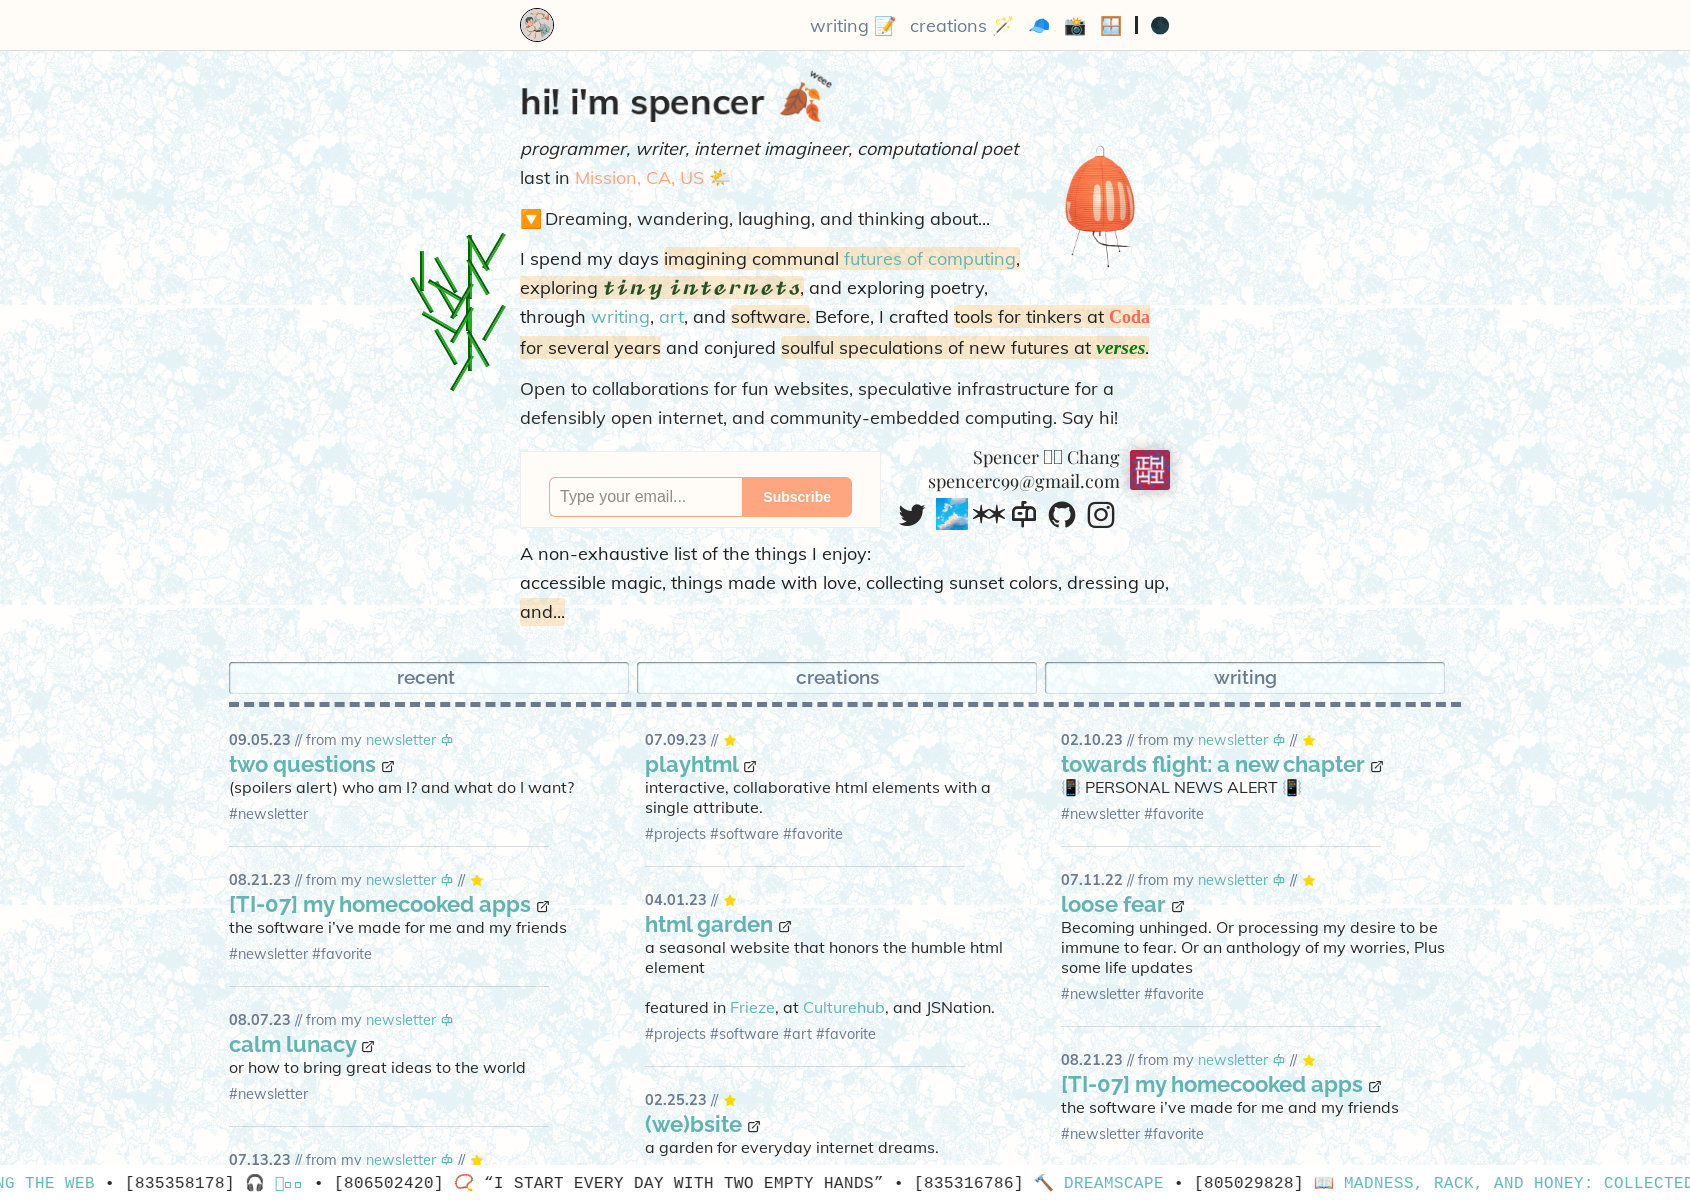 writing 📝 creations 🪄 🧢 📸 🪟 | 🌑
hi! i'm spencer 🍂
weee
programmer, writer, internet imagineer, computational poet
last in Mission, CA, US 🌤️
🔽 Dreaming, wandering, laughing, and thinking about...
I spend my days imagining communal futures of computing,
exploring tiny internets, and exploring poetry,
through writing, art, and software. Before, I crafted tools for tinkers at Coda
for several years and conjured soulful speculations of new futures at verses.
Open to collaborations for fun websites, speculative infrastructure for a
defensibly open internet, and community-embedded computing. Say hi!
Type your email...
Subscribe
Spencer Chang
spencerc99@gmail.com
A non-exhaustive list of the things I enjoy:
accessible magic, things made with love, collecting sunset colors, dressing up,
and...
recent
creations
writing
09.05.23 // from my newsletter
two questions
(spoilers alert) who am I? and what do I want?
#newsletter
08.21.23 // from my newsletter // ⭐
[TI-07] my homecooked apps
the software i've made for me and my friends
#newsletter #favorite
08.07.23 // from my newsletter
calm lunacy
or how to bring great ideas to the world
#newsletter
07.13.23 // from my newsletter // ⭐
07.09.23 // ⭐
playhtml
interactive, collaborative html elements with a
single attribute.
#projects #software #favorite
04.01.23 // ⭐
html garden
a seasonal website that honors the humble html
element
featured in Frieze, at Culturehub, and JSNation.
#projects #software #art #favorite
02.25.23 // ⭐
(we)bsite
a garden for everyday internet dreams.
02.10.23 // from my newsletter // ⭐
towards flight: a new chapter
📳 PERSONAL NEWS ALERT 📳
#newsletter #favorite
07.11.22 // from my newsletter // ⭐
loose fear
Becoming unhinged. Or processing my desire to be
immune to fear. Or an anthology of my worries, Plus
some life updates
#newsletter #favorite
08.21.23 // from my newsletter // ⭐
[TI-07] my homecooked apps
the software i've made for me and my friends
#newsletter #favorite
NG THE WEB • [835358178] 🎧 • [806502420] 📿 “I START EVERY DAY WITH TWO EMPTY HANDS” • [835316786] 🔨 DREAMSCAPE • [805029828] 📖 MADNESS, RACK, AND HONEY: COLLECTED